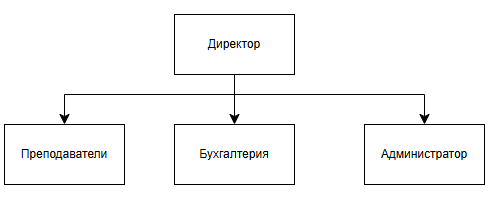 Директор
Преподаватели
Бухгалтерия
Администратор